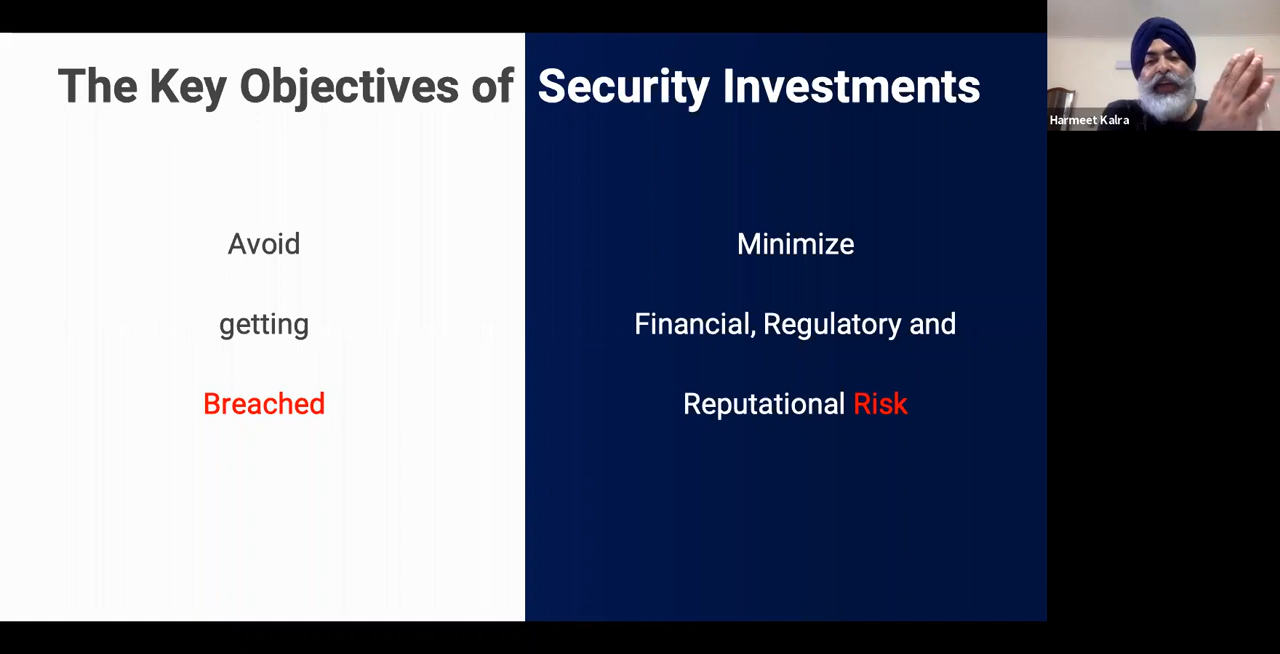 The Key Objectives of Security Investments
Avoid
getting
Breached
Minimize
Financial, Regulatory and
Reputational Risk
Harmeet Kalra